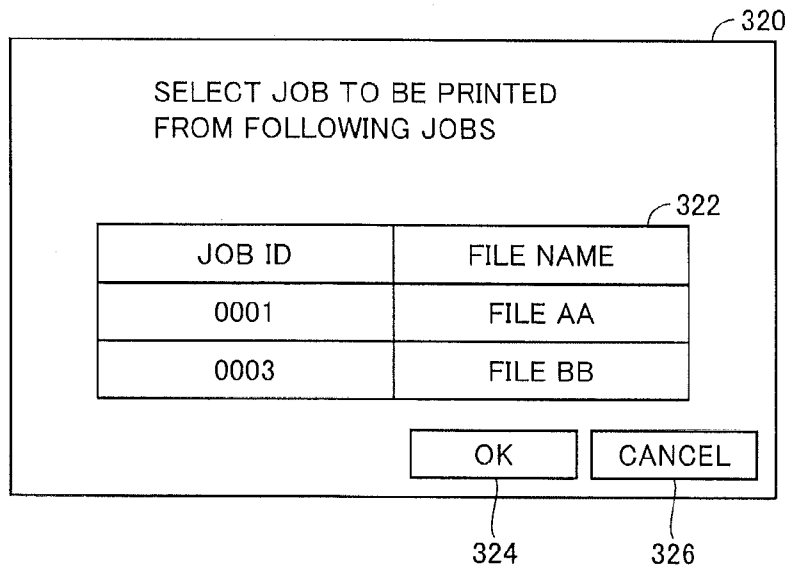 320
SELECT JOB TO BE PRINTED
FROM FOLLOWING JOBS
322
JOB ID FILE NAME
0001 FILE AA
0003 FILE BB
OK CANCEL
324 326